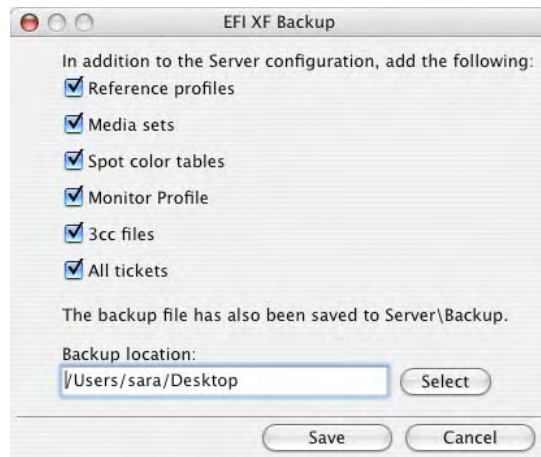 EFI XF Backup
In addition to the Server configuration, add the following:
Reference profiles
Media sets
Spot color tables
Monitor Profile
3cc files
All tickets
The backup file has also been saved to Server\Backup.
Backup location:
/Users/sara/Desktop
Select
Save
Cancel